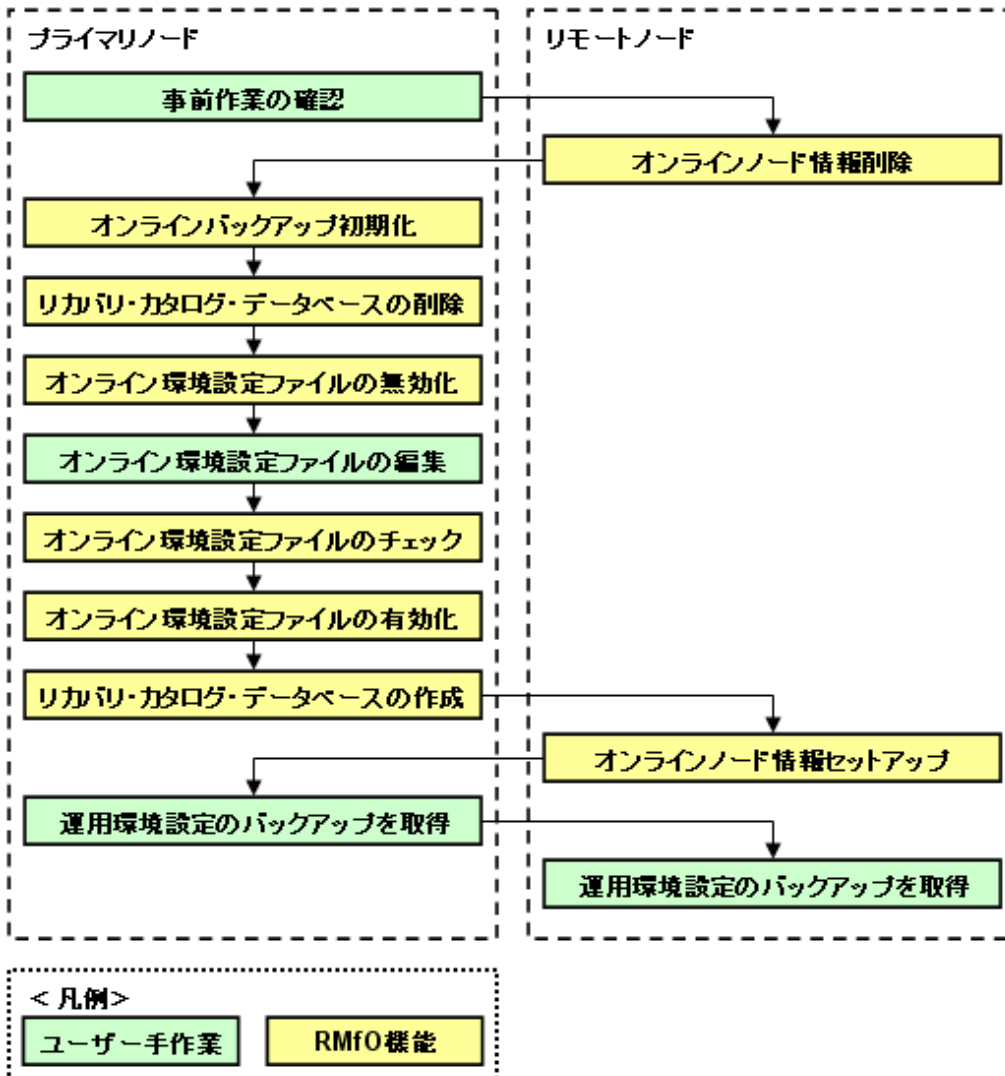 プライマリノード
リモートノード
事前作業の確認
オンラインノード情報削除
オンラインバックアップ初期化
リカバリ・カタログ・データベースの削除
オンライン環境設定ファイルの無効化
オンライン環境設定ファイルの編集
オンライン環境設定ファイルのチェック
オンライン環境設定ファイルの有効化
リカバリ・カタログ・データベースの作成
オンラインノード情報セットアップ
運用環境設定のバックアップを取得
運用環境設定のバックアップを取得
＜凡例＞
ユーザー手作業
RMfO機能